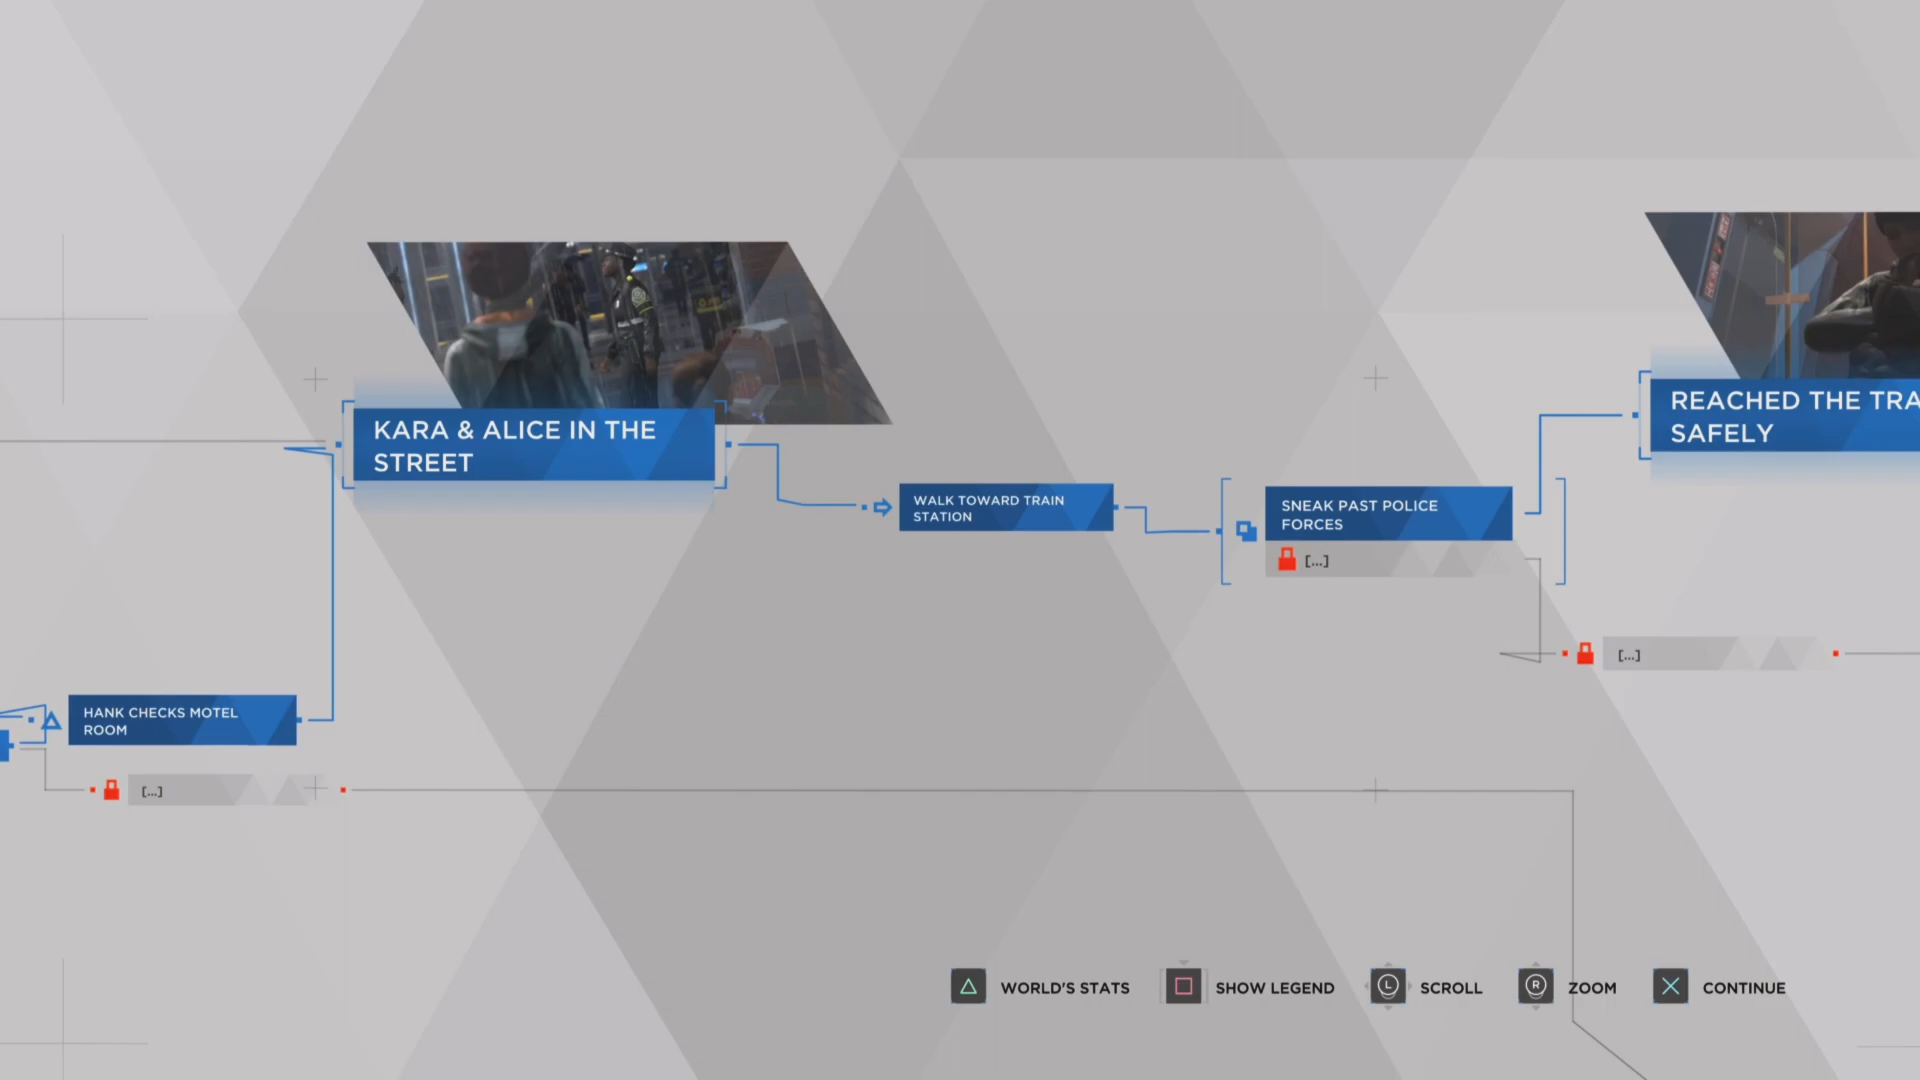 KARA & ALICE IN THE
STREET
WALK TOWARD TRAIN
STATION
SNEAK PAST POLICE
FORCES
[...]
REACHED THE TRA
SAFELY
[...]
HANK CHECKS MOTEL
ROOM
[...]
WORLD'S STATS
SHOW LEGEND
L
SCROLL
R
ZOOM
CONTINUE